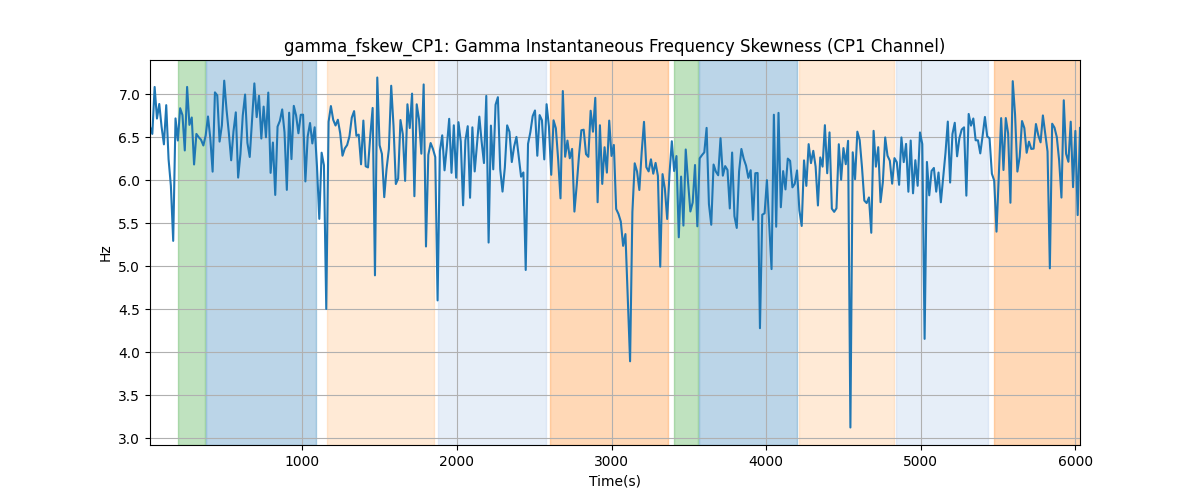 gamma_fskew_CP1: Gamma Instantaneous Frequency Skewness (CP1 Channel)
7.0
6.5
6.0
5.5
5.0
4.5
4.0
3.5
3.0
Hz
1000 2000 3000 4000 5000 6000
Time(s)